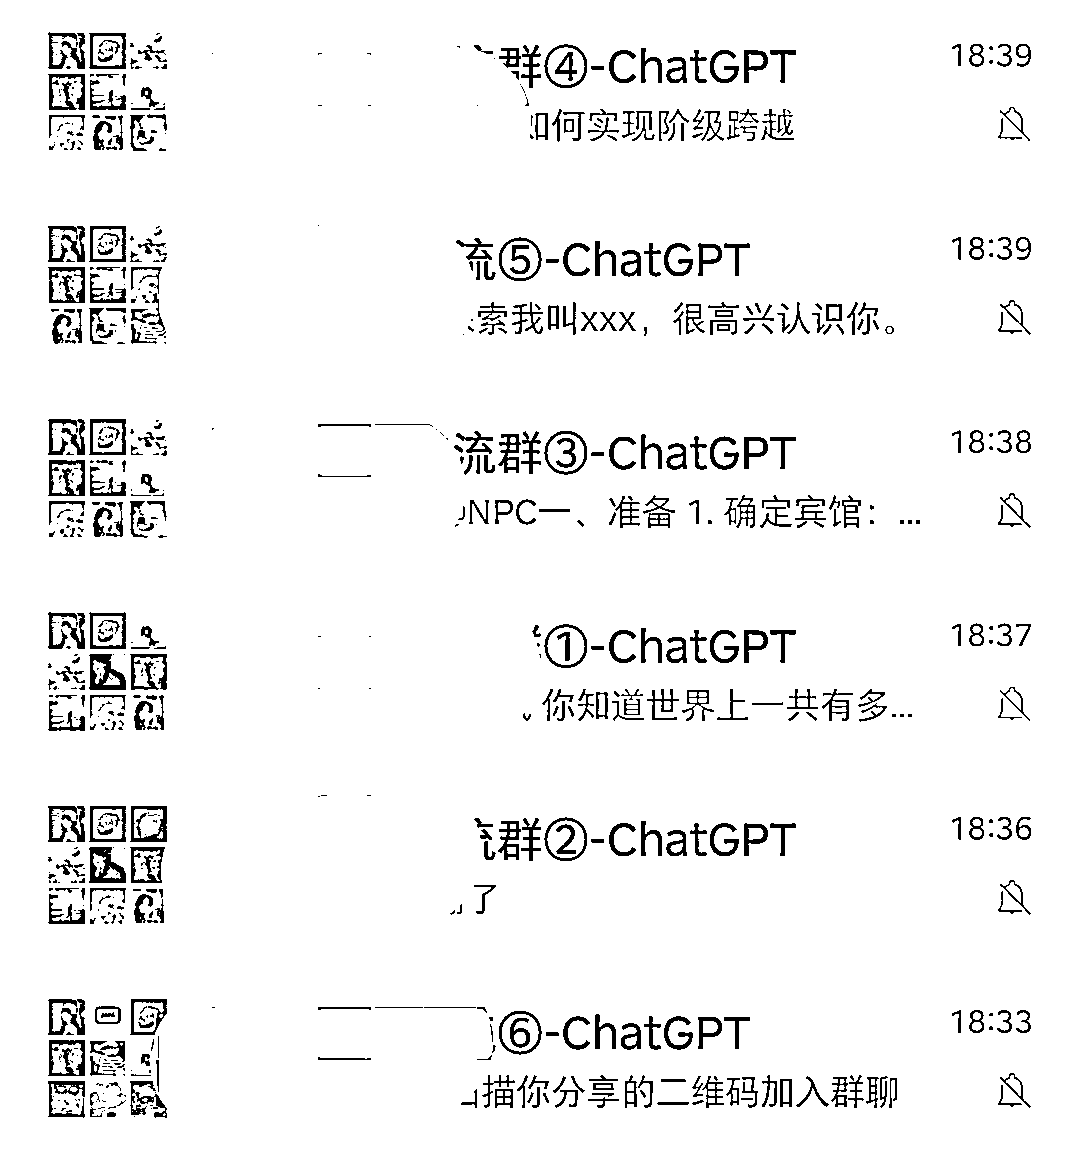 群④-ChatGPT 18:39
如何实现阶级跨越
流⑤-ChatGPT 18:39
索我叫xxx，很高兴认识你。
流群③-ChatGPT 18:38
NPC一、准备 1. 确定宾馆：...
①-ChatGPT 18:37
你知道世界上一共有多...
群②-ChatGPT 18:36
了
⑥-ChatGPT 18:33
描你分享的二维码加入群聊